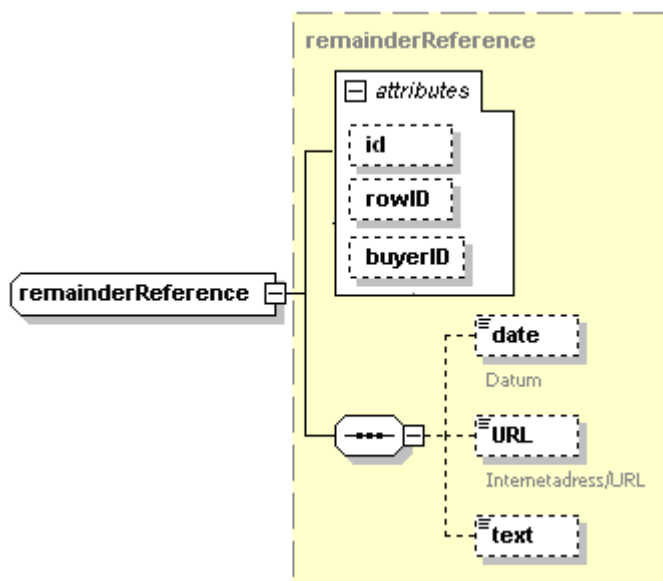 remainderReference
attributes
id
rowID
buyerID
remainderReference
date
Datum
URL
Internetadress/URL
text